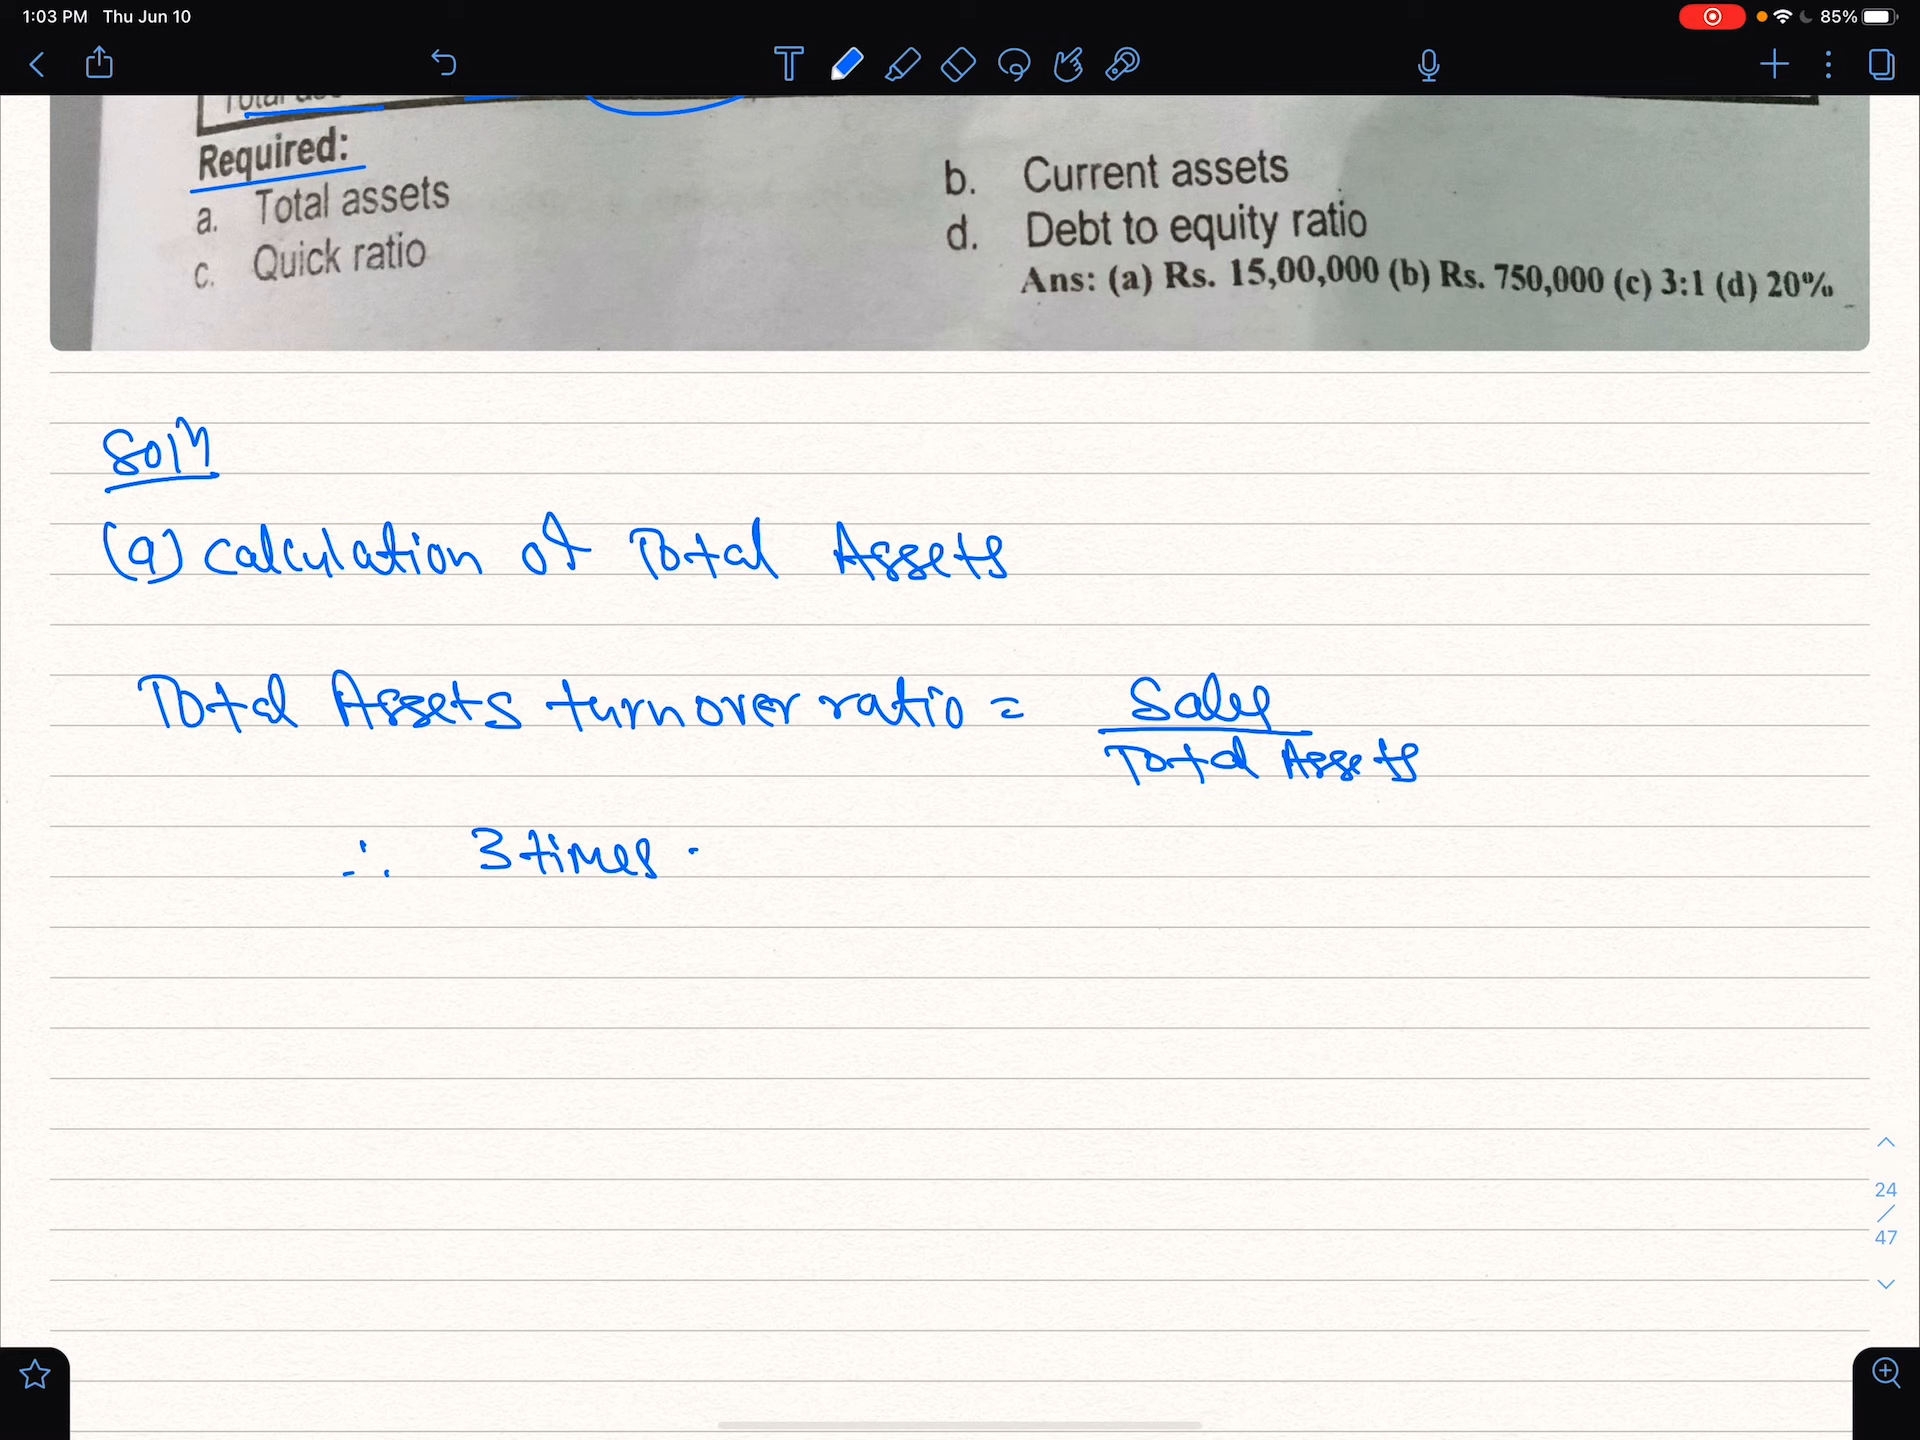 1:03 PM Thu Jun 10
85%
Required:
a. Total assets
b. Current assets
c. Quick ratio
d. Debt to equity ratio
Ans: (a) Rs. 15,00,000 (b) Rs. 750,000 (c) 3:1 (d) 20%
Soln
(a) calculation of Total Assets
Total Assets turnover ratio = Sales
Total Assets
∴ 3 times
24
/
47